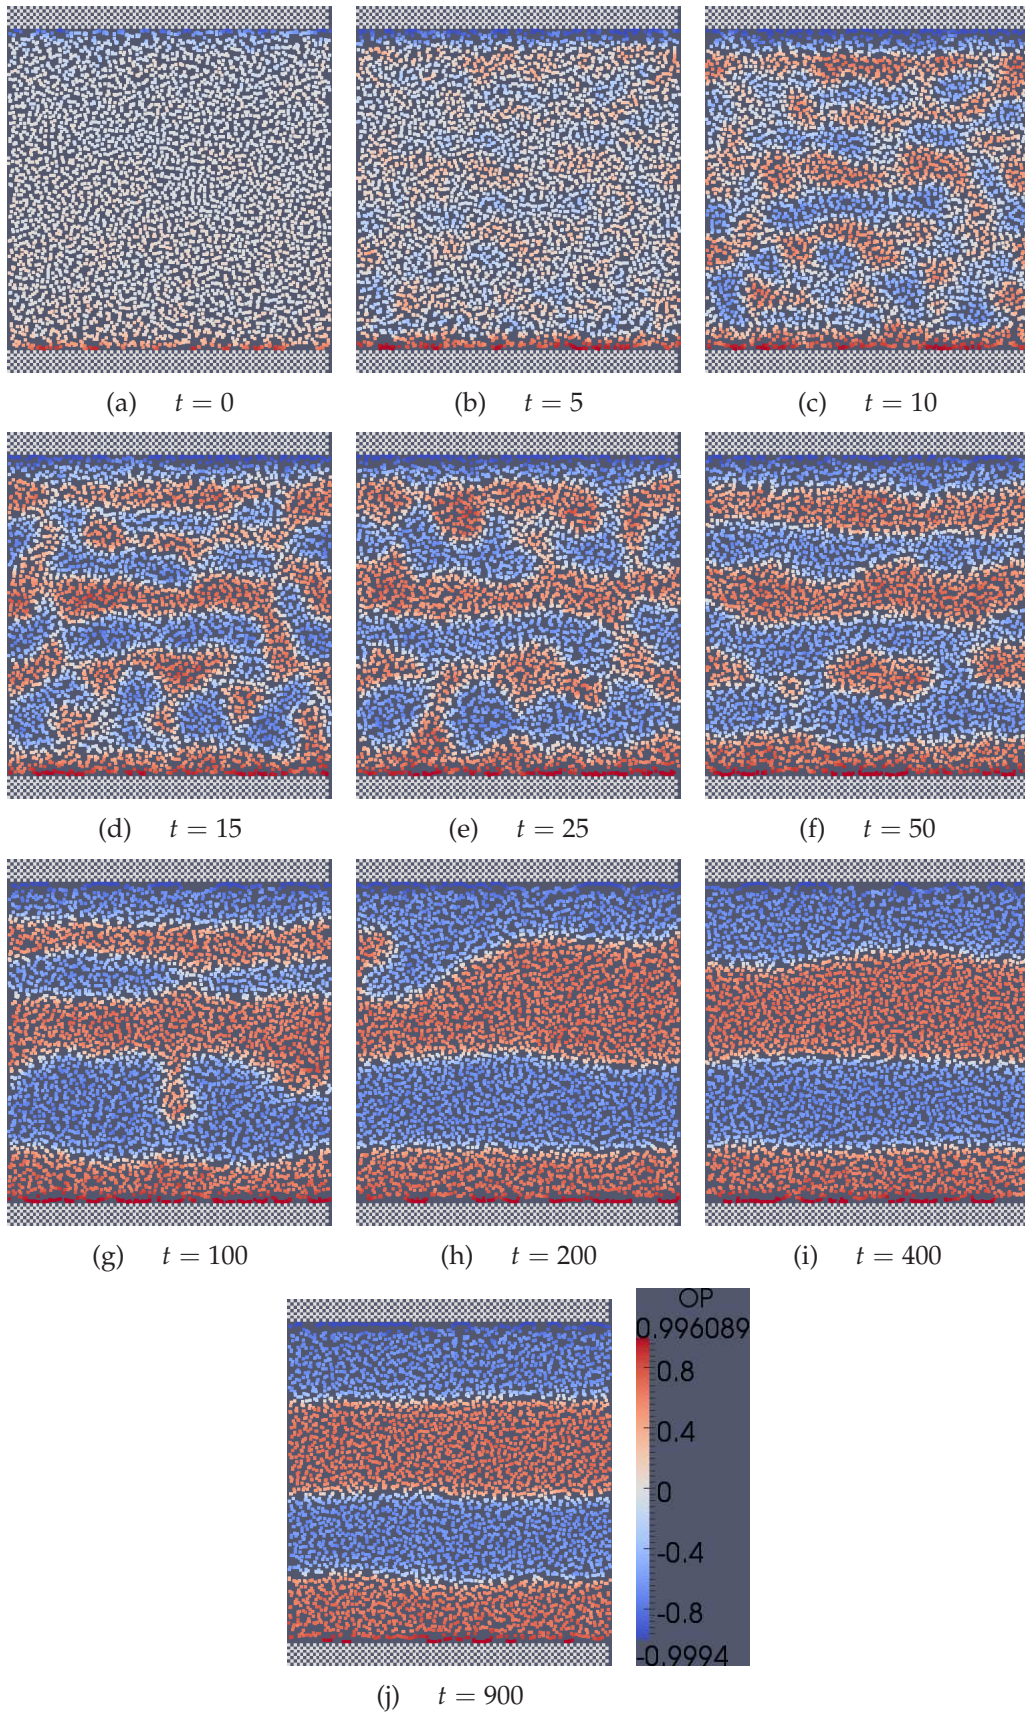 (a) t = 0
(b) t = 5
(c) t = 10
(d) t = 15
(e) t = 25
(f) t = 50
(g) t = 100
(h) t = 200
(i) t = 400
OP
0.996089
0.8
0.4
0
-0.4
-0.8
-0.9994
(j) t = 900